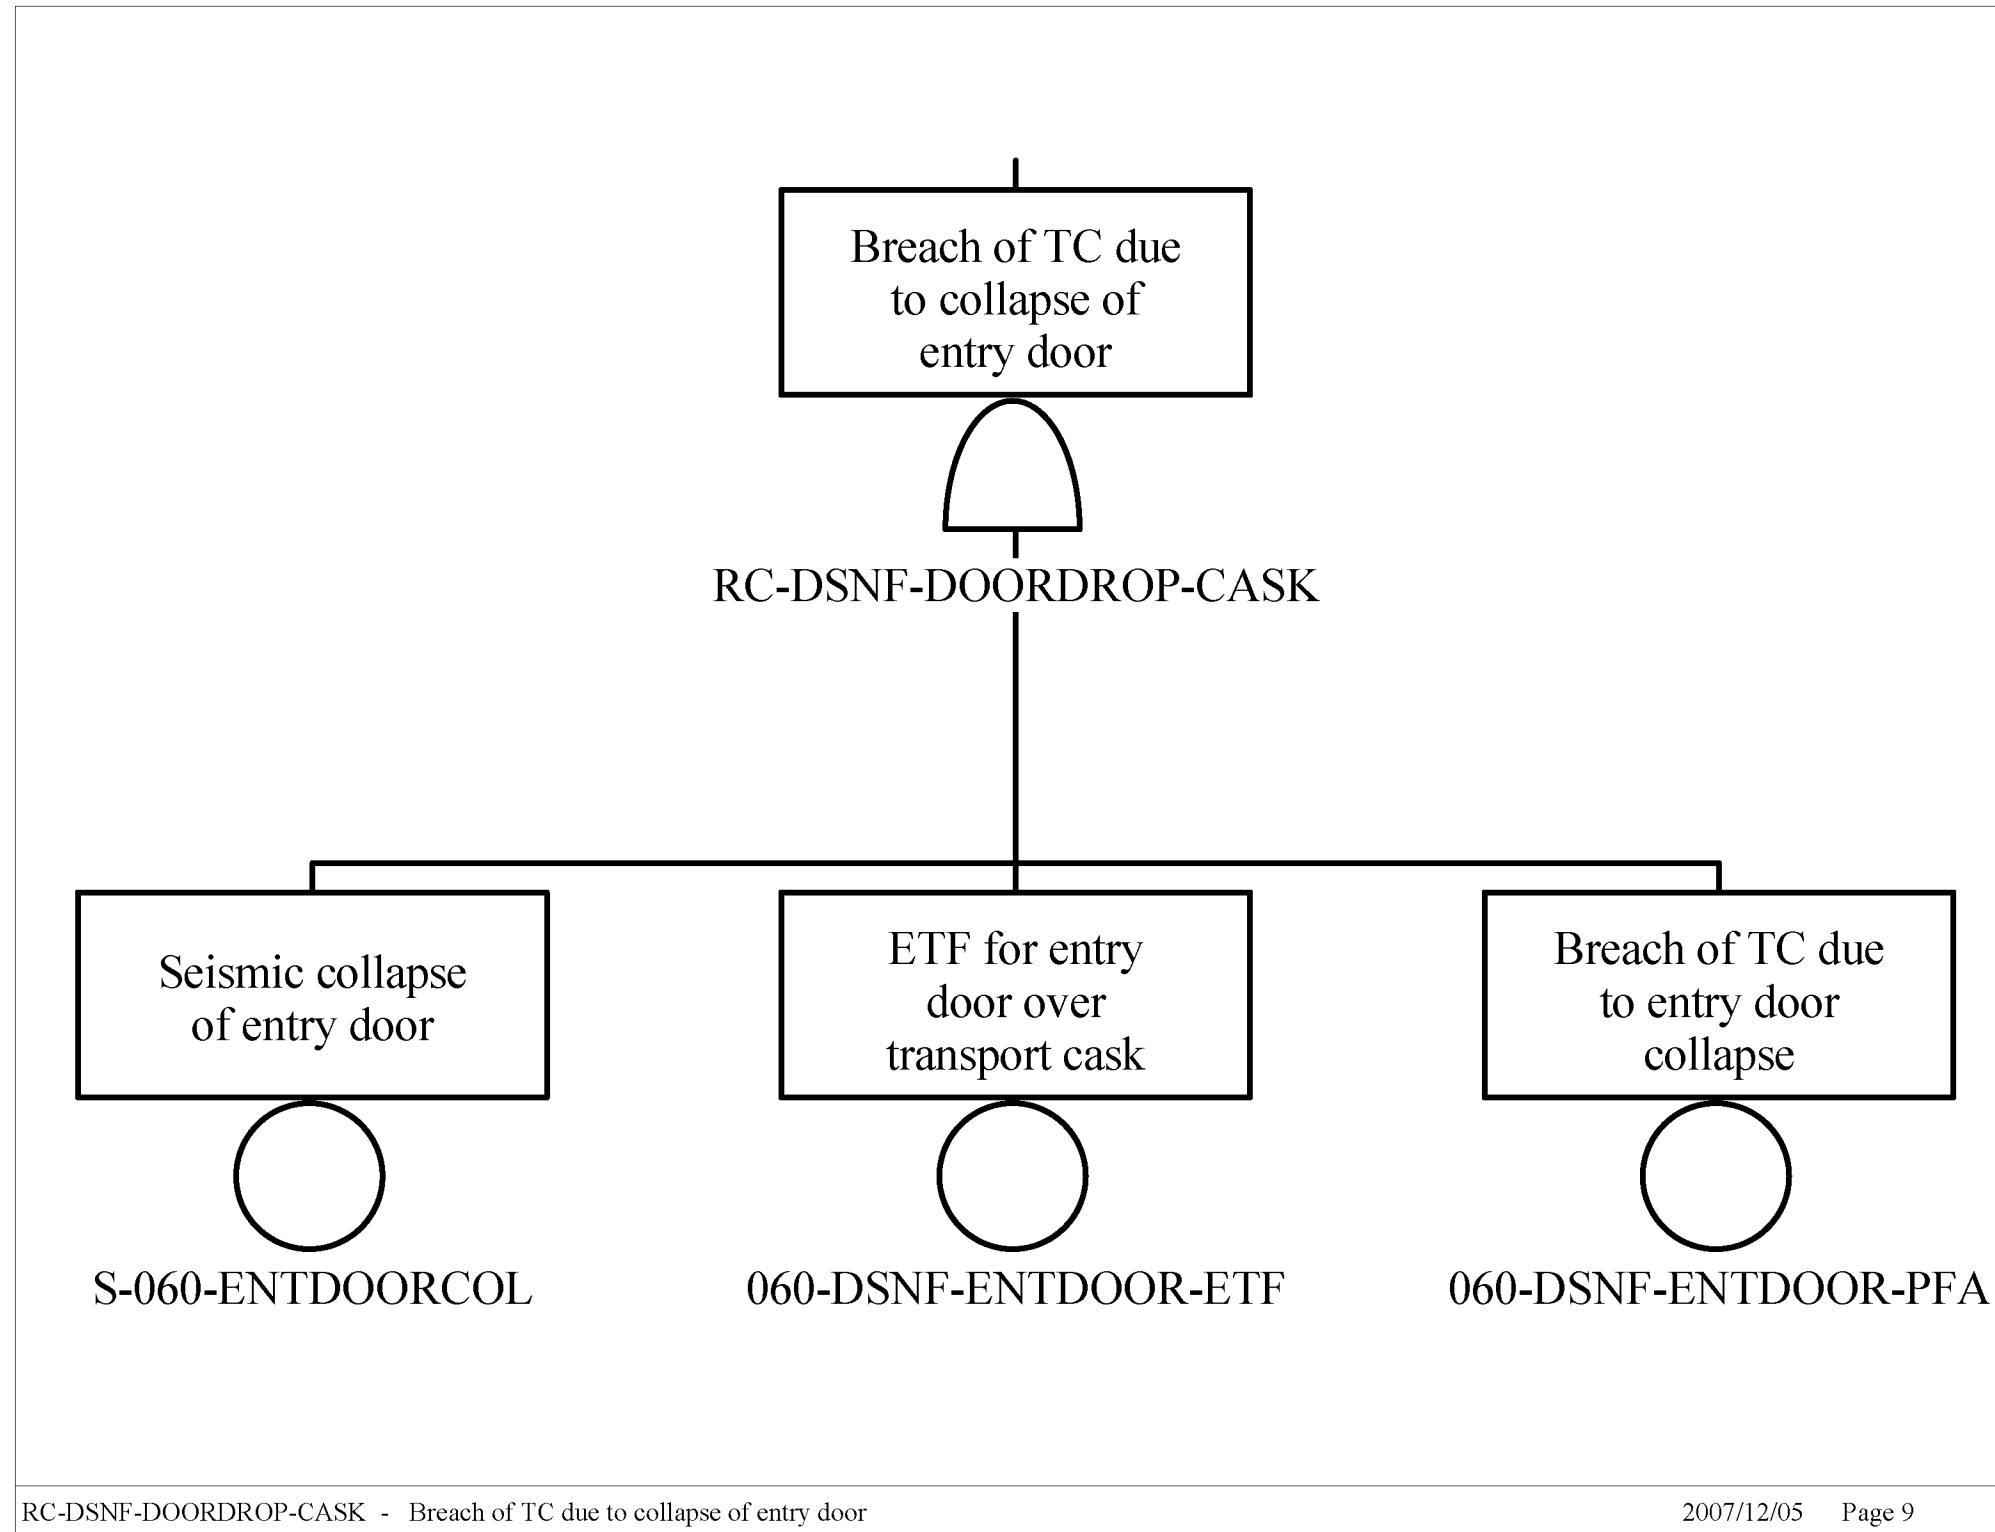 Breach of TC due
to collapse of
entry door
RC-DSNF-DOORDROP-CASK
Seismic collapse
of entry door
S-060-ENTDOORCOL
ETF for entry
door over
transport cask
060-DSNF-ENTDOOR-ETF
Breach of TC due
to entry door
collapse
060-DSNF-ENTDOOR-PFA
RC-DSNF-DOORDROP-CASK - Breach of TC due to collapse of entry door
2007/12/05 Page 9